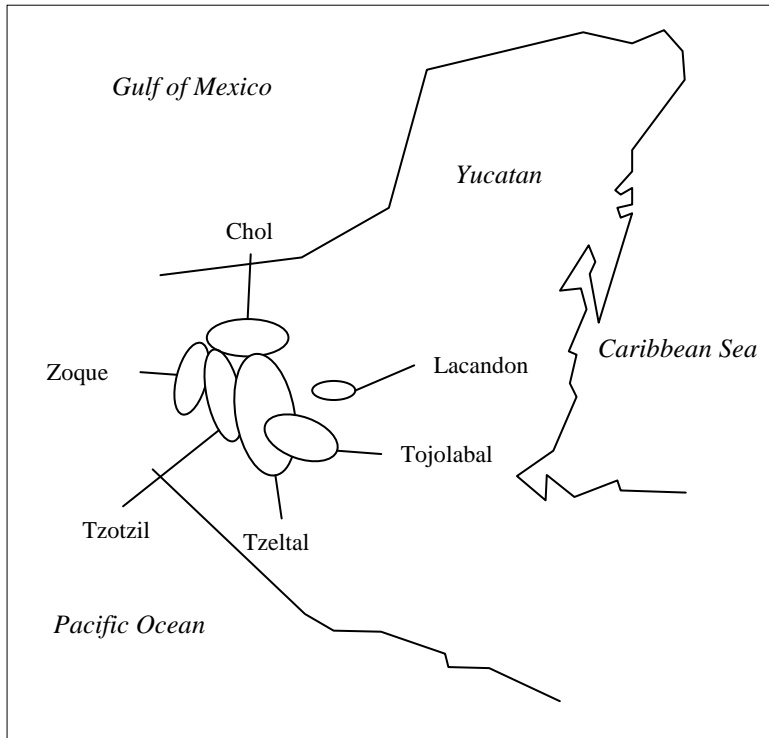 Gulf of Mexico
Yucatan
Chol
Caribbean Sea
Zoque
Lacandon
Tojolabal
Tzotzil
Tzeltal
Pacific Ocean